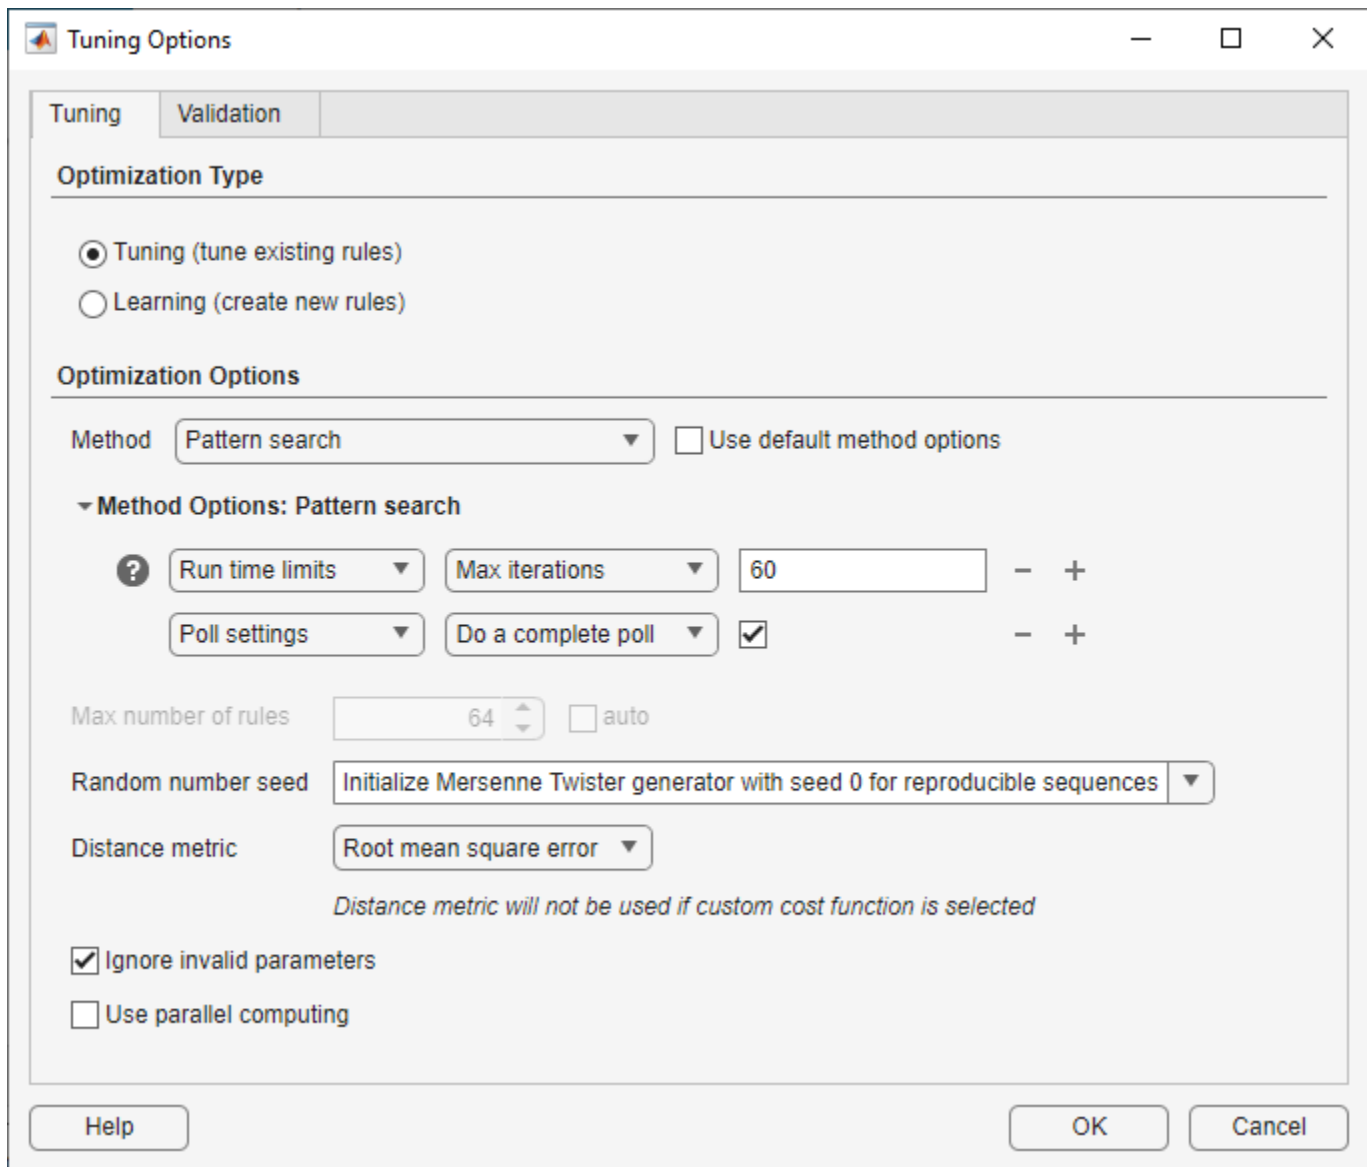 Tuning Options
Tuning Validation
Optimization Type
Tuning (tune existing rules)
Learning (create new rules)
Optimization Options
Method Pattern search Use default method options
Method Options: Pattern search
? Run time limits Max iterations 60 − +
Poll settings Do a complete poll − +
Max number of rules 64 auto
Random number seed Initialize Mersenne Twister generator with seed 0 for reproducible sequences
Distance metric Root mean square error
Distance metric will not be used if custom cost function is selected
Ignore invalid parameters
Use parallel computing
Help OK Cancel